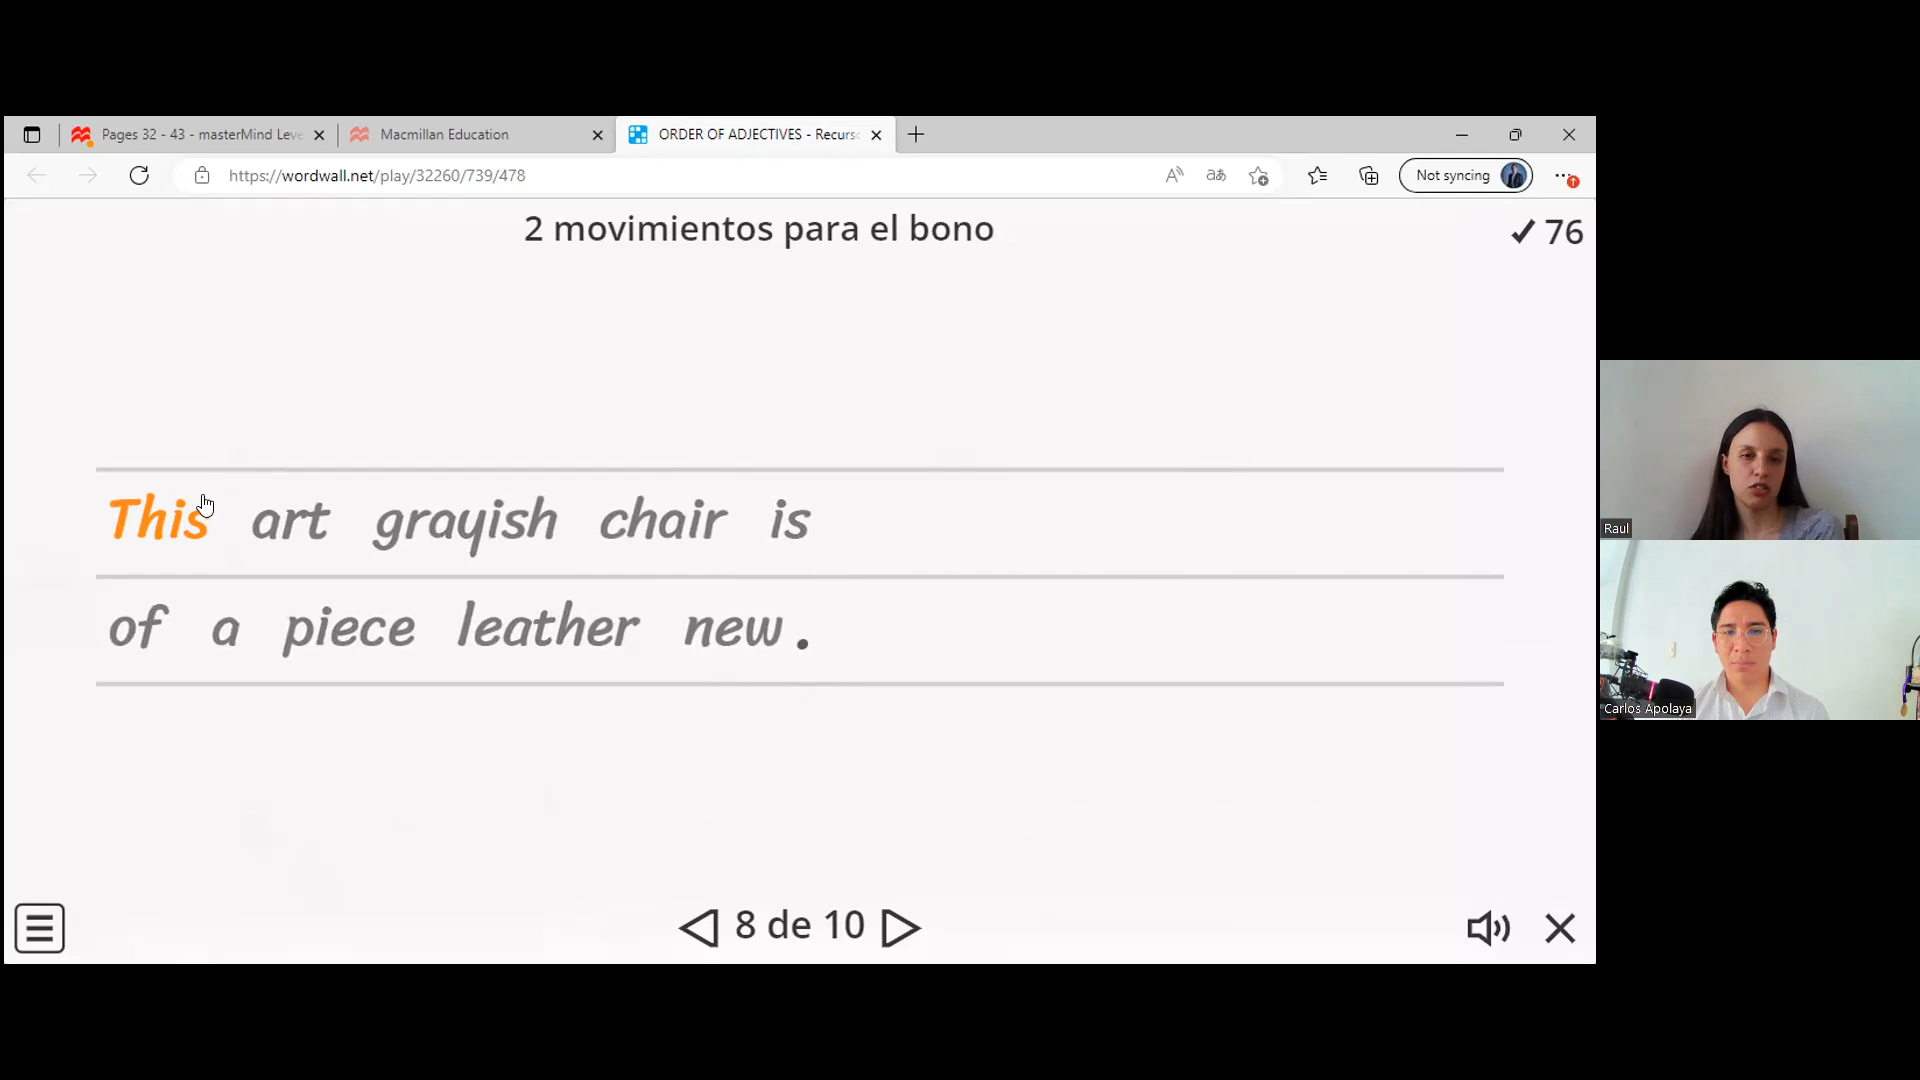 Pages 32 - 43 - masterMind Leve
Macmillan Education
ORDER OF ADJECTIVES - Recurso
https://wordwall.net/play/32260/739/478
Not syncing
2 movimientos para el bono
76
This art grayish chair is
of a piece leather new.
8 de 10
Raul
Carlos Apolaya